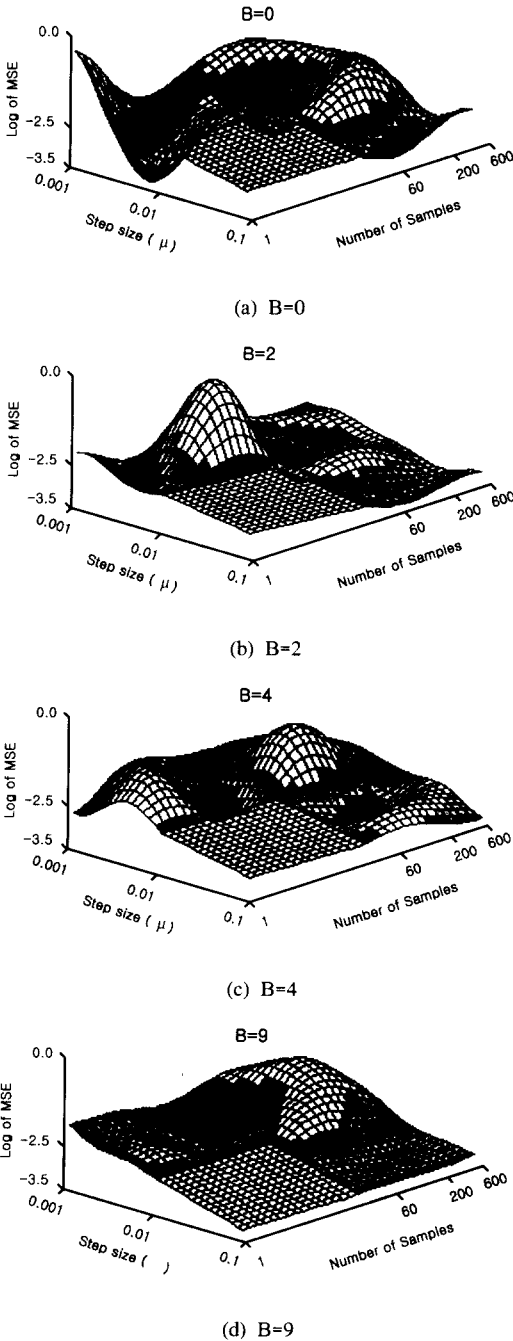 B=0
0.0
-2.5
-3.5
Log of MSE
0.001
0.01
0.1
Step size ( μ)
1
60
200
600
Number of Samples
(a) B=0
B=2
0.0
-2.5
-3.5
Log of MSE
0.001
0.01
0.1
Step size ( μ)
1
60
200
600
Number of Samples
(b) B=2
B=4
0.0
-2.5
-3.5
Log of MSE
0.001
0.01
0.1
Step size ( μ)
1
60
200
600
Number of Samples
(c) B=4
B=9
0.0
-2.5
-3.5
Log of MSE
0.001
0.01
0.1
Step size ( )
1
60
200
600
Number of Samples
(d) B=9